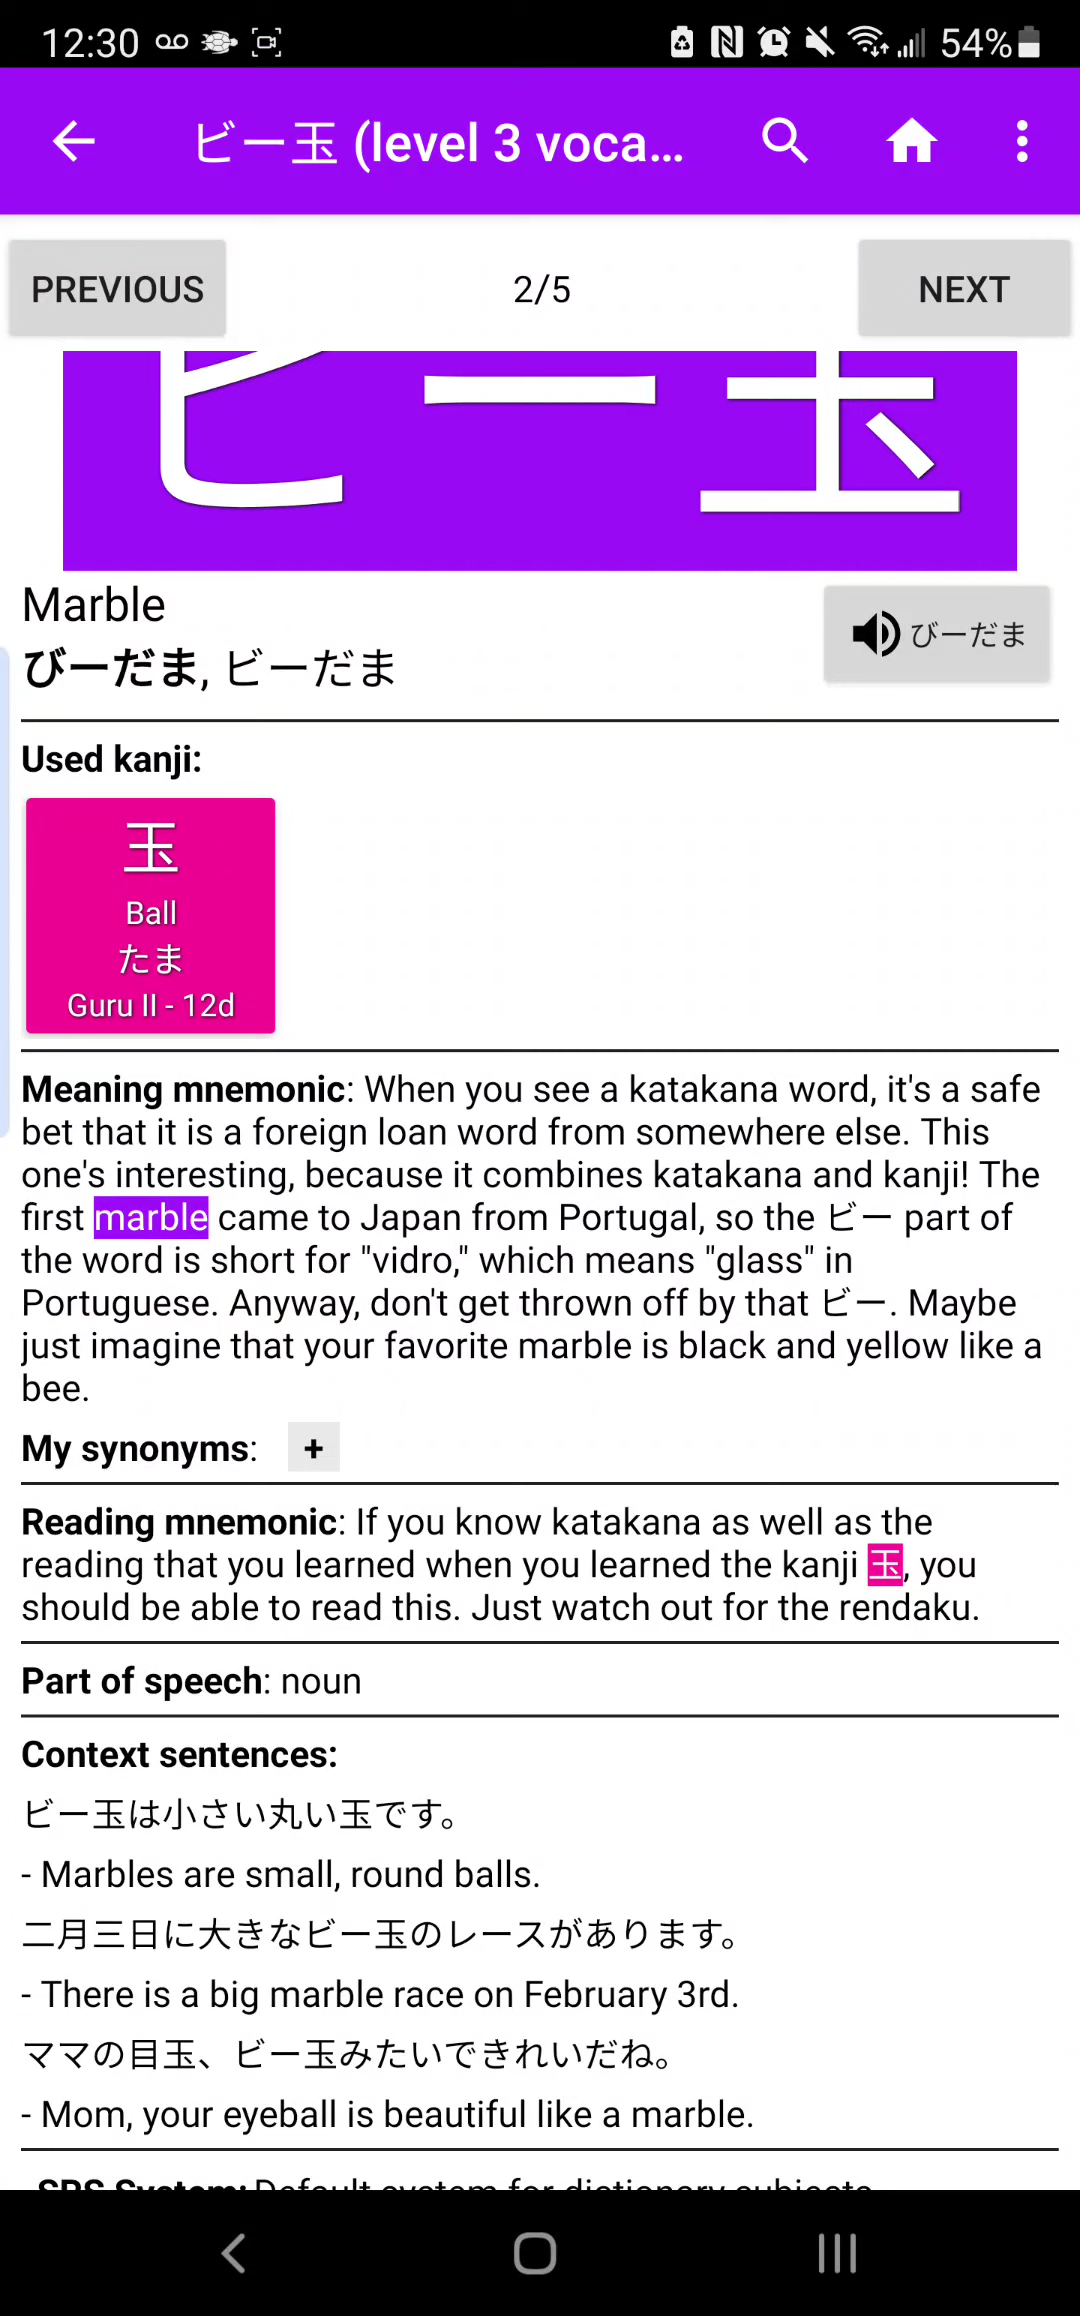 12:30 54%
ビー玉 (level 3 voca...
PREVIOUS 2/5 NEXT
ビー玉
Marble
びーだま, ビーだま
びーだま
Used kanji:
玉
Ball
たま
Guru II - 12d
Meaning mnemonic: When you see a katakana word, it's a safe
bet that it is a foreign loan word from somewhere else. This
one's interesting, because it combines katakana and kanji! The
first marble came to Japan from Portugal, so the ビー part of
the word is short for "vidro," which means "glass" in
Portuguese. Anyway, don't get thrown off by that ビー. Maybe
just imagine that your favorite marble is black and yellow like a
bee.
My synonyms: +
Reading mnemonic: If you know katakana as well as the
reading that you learned when you learned the kanji 玉, you
should be able to read this. Just watch out for the rendaku.
Part of speech: noun
Context sentences:
ビー玉は小さい丸い玉です。
- Marbles are small, round balls.
二月三日に大きなビー玉のレースがあります。
- There is a big marble race on February 3rd.
ママの目玉、ビー玉みたいできれいだね。
- Mom, your eyeball is beautiful like a marble.
SRS System: Default system for dictionary subjects